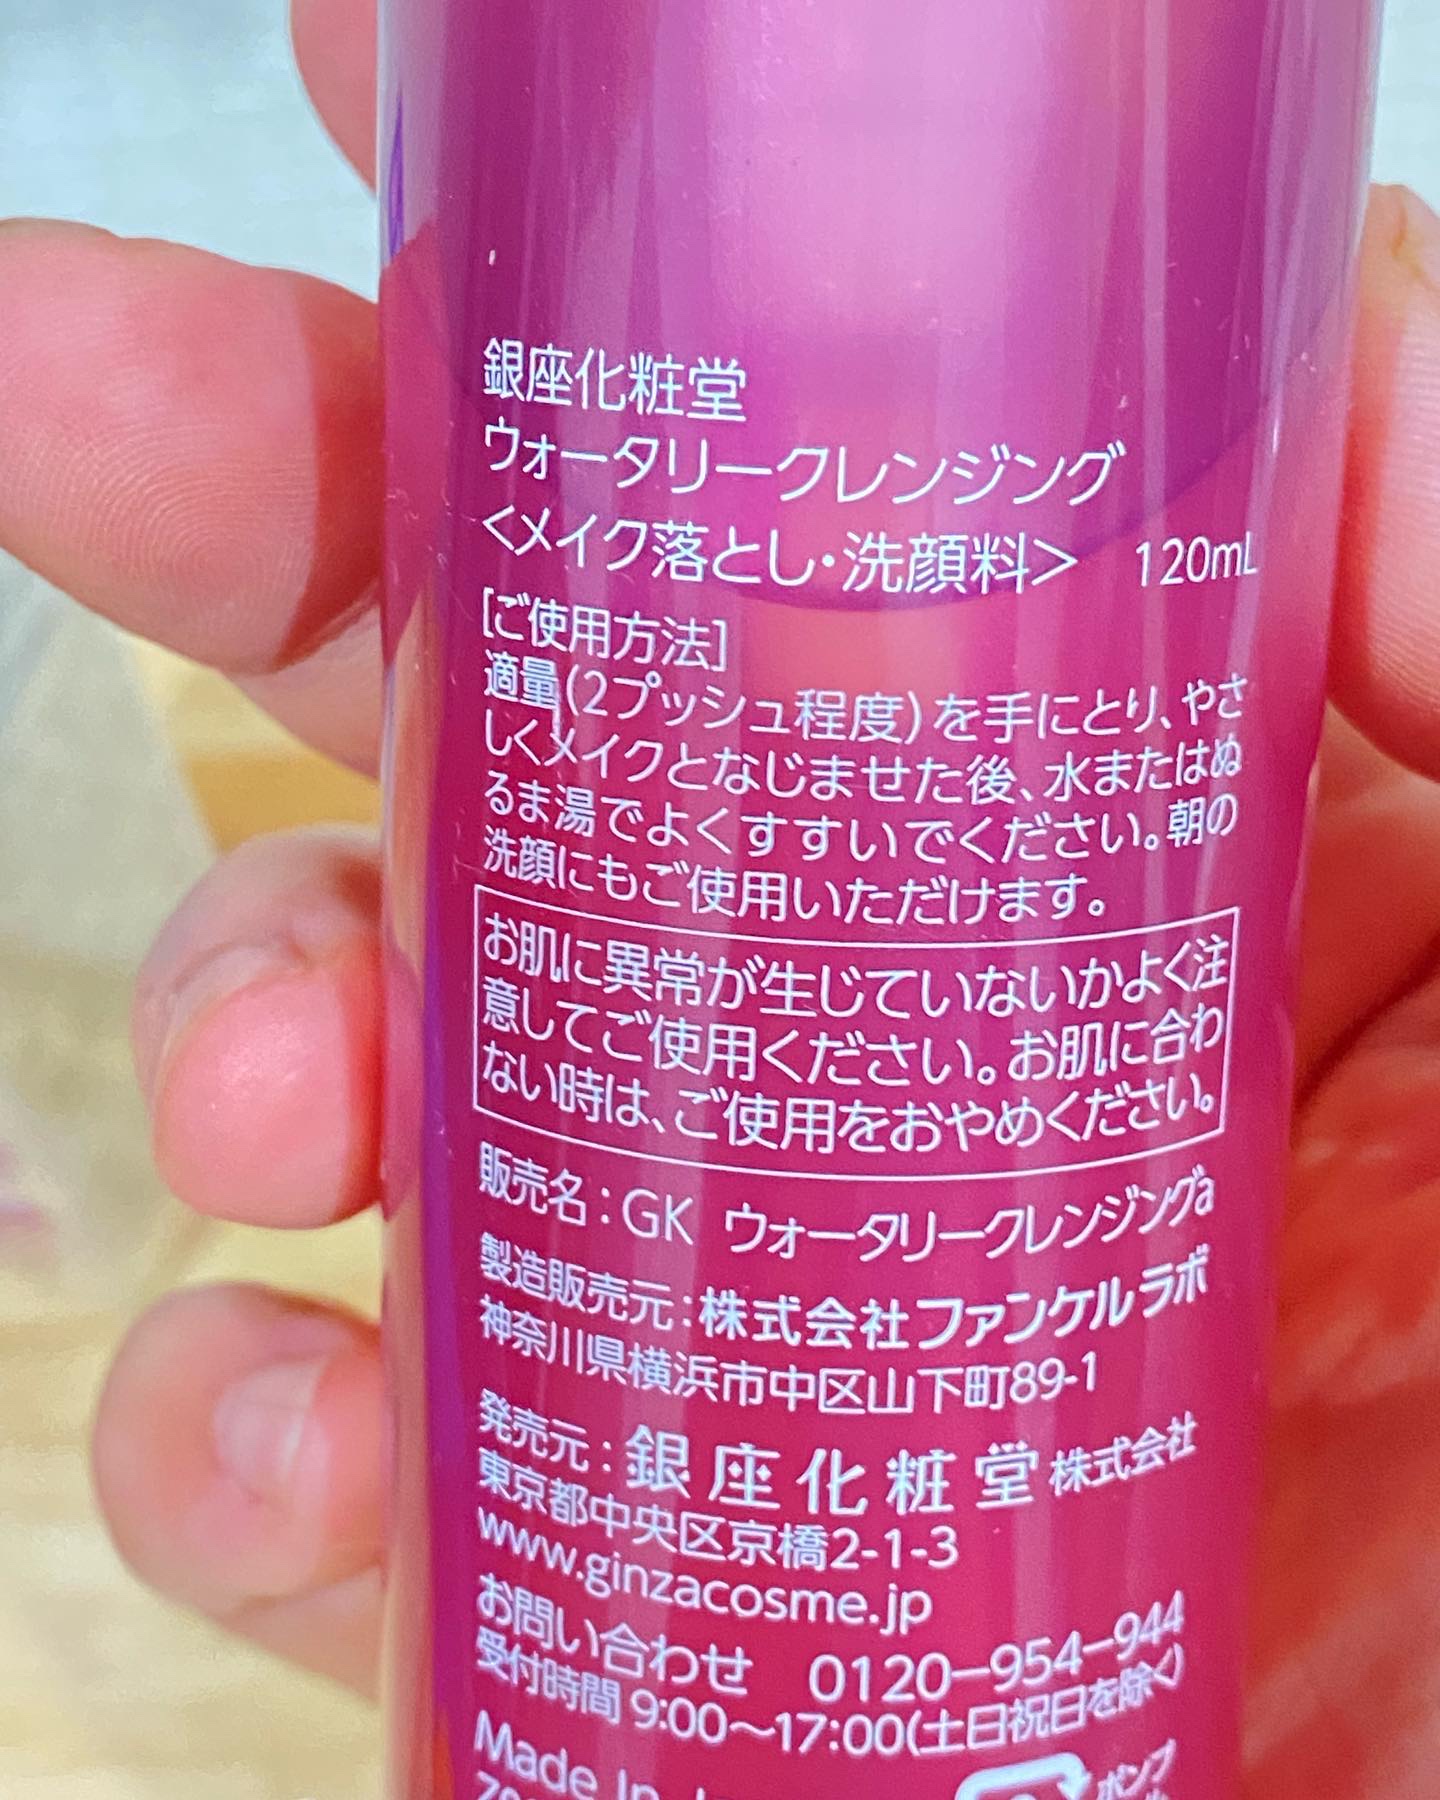 銀座化粧堂
ウォータリークレンジング
<メイク落とし・洗顔料> 120mL
[ご使用方法]
適量(2プッシュ程度)を手にとり、やさ
しくメイクとなじませた後、水またはぬ
るま湯でよくすすいでください。朝の
洗顔にもご使用いただけます。
お肌に異常が生じていないかよく注
意してご使用ください。お肌に合わ
ない時は、ご使用をおやめください。
販売名:GK ウォータリークレンジングa
製造販売元:株式会社ファンケルラボ
神奈川県横浜市中区山下町89-1
発売元:銀座化粧堂株式会社
東京都中央区京橋2-1-3
www.ginzacosme.jp
お問い合わせ 0120-954-944
受付時間 9:00~17:00(土日祝日を除く)
Made In
ポンプ